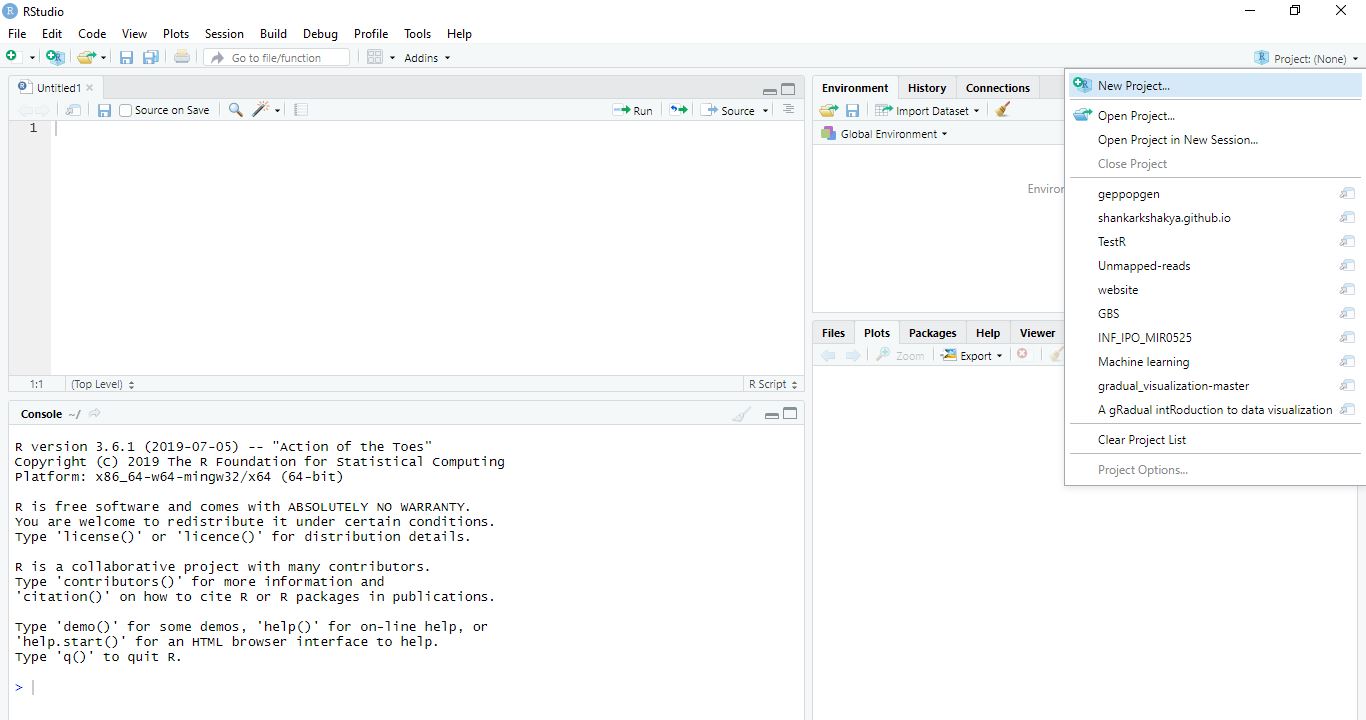 RStudio
File Edit Code View Plots Session Build Debug Profile Tools Help
Go to file/function Addins Project: (None)
Untitled1
Source on Save Run Source
1
1:1 (Top Level) R Script
Console ~/
R version 3.6.1 (2019-07-05) -- "Action of the Toes"
Copyright (C) 2019 The R Foundation for Statistical Computing
Platform: x86_64-w64-mingw32/x64 (64-bit)
R is free software and comes with ABSOLUTELY NO WARRANTY.
You are welcome to redistribute it under certain conditions.
Type 'license()' or 'licence()' for distribution details.
R is a collaborative project with many contributors.
Type 'contributors()' for more information and
'citation()' on how to cite R or R packages in publications.
Type 'demo()' for some demos, 'help()' for on-line help, or
'help.start()' for an HTML browser interface to help.
Type 'q()' to quit R.
>
Environment History Connections
Import Dataset
Global Environment
Environ
Files Plots Packages Help Viewer
Zoom Export
New Project...
Open Project...
Open Project in New Session...
Close Project
geppopgen
shankarkshakya.github.io
TestR
Unmapped-reads
website
GBS
INF_IPO_MIR0525
Machine learning
gradual_visualization-master
A gRadual intRoduction to data visualization
Clear Project List
Project Options...